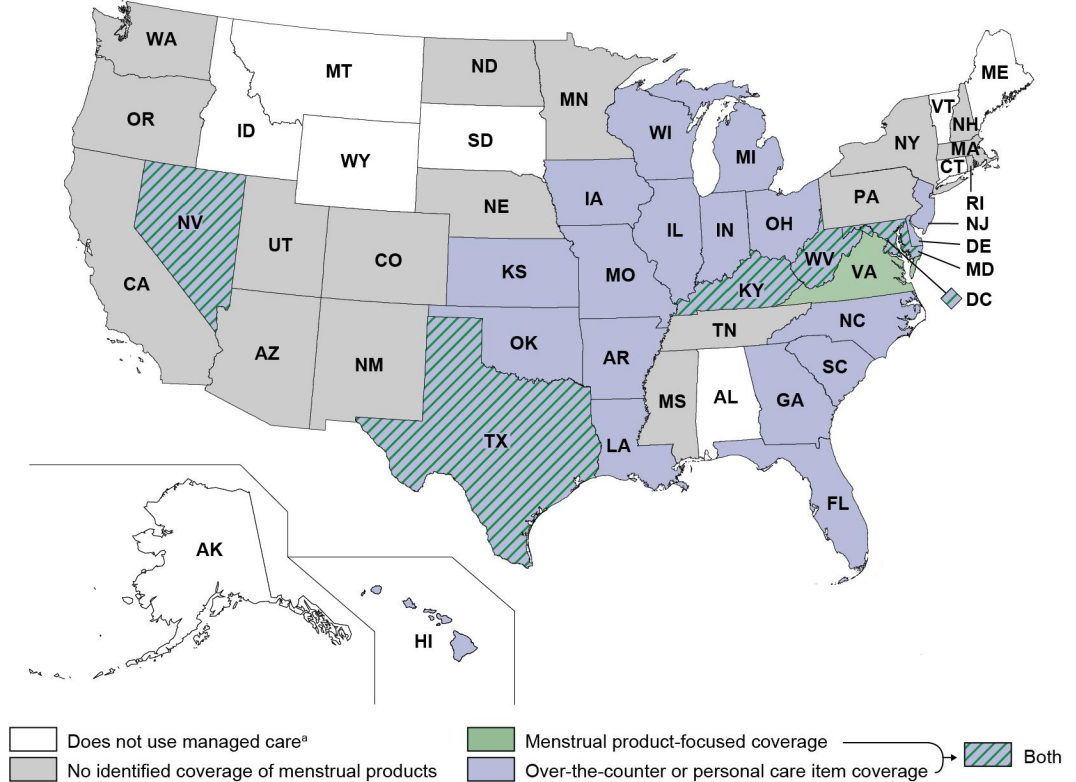 WA
MT
ND
MN
ME
VT
NH
OR
ID
SD
WI
NY
MA
CT
WY
MI
RI
IA
PA
NJ
NE
NV
OH
IL
IN
DE
UT
MD
CO
WV
CA
KS
MO
VA
KY
DC
NC
TN
OK
AZ
AR
SC
NM
MS
AL
GA
TX
LA
FL
AK
HI
Does not use managed careᵃ
No identified coverage of menstrual products
Menstrual product-focused coverage
Over-the-counter or personal care item coverage
Both